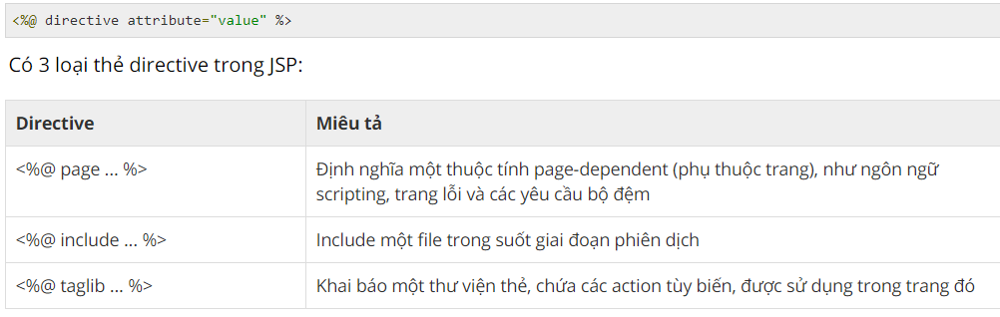 <%@ directive attribute="value" %>
Có 3 loại thẻ directive trong JSP:
Directive
Miêu tả
<%@ page ... %>
Định nghĩa một thuộc tính page-dependent (phụ thuộc trang), như ngôn ngữ
scripting, trang lỗi và các yêu cầu bộ đệm
<%@ include ... %>
Include một file trong suốt giai đoạn phiên dịch
<%@ taglib ... %>
Khai báo một thư viện thẻ, chứa các action tùy biến, được sử dụng trong trang đó